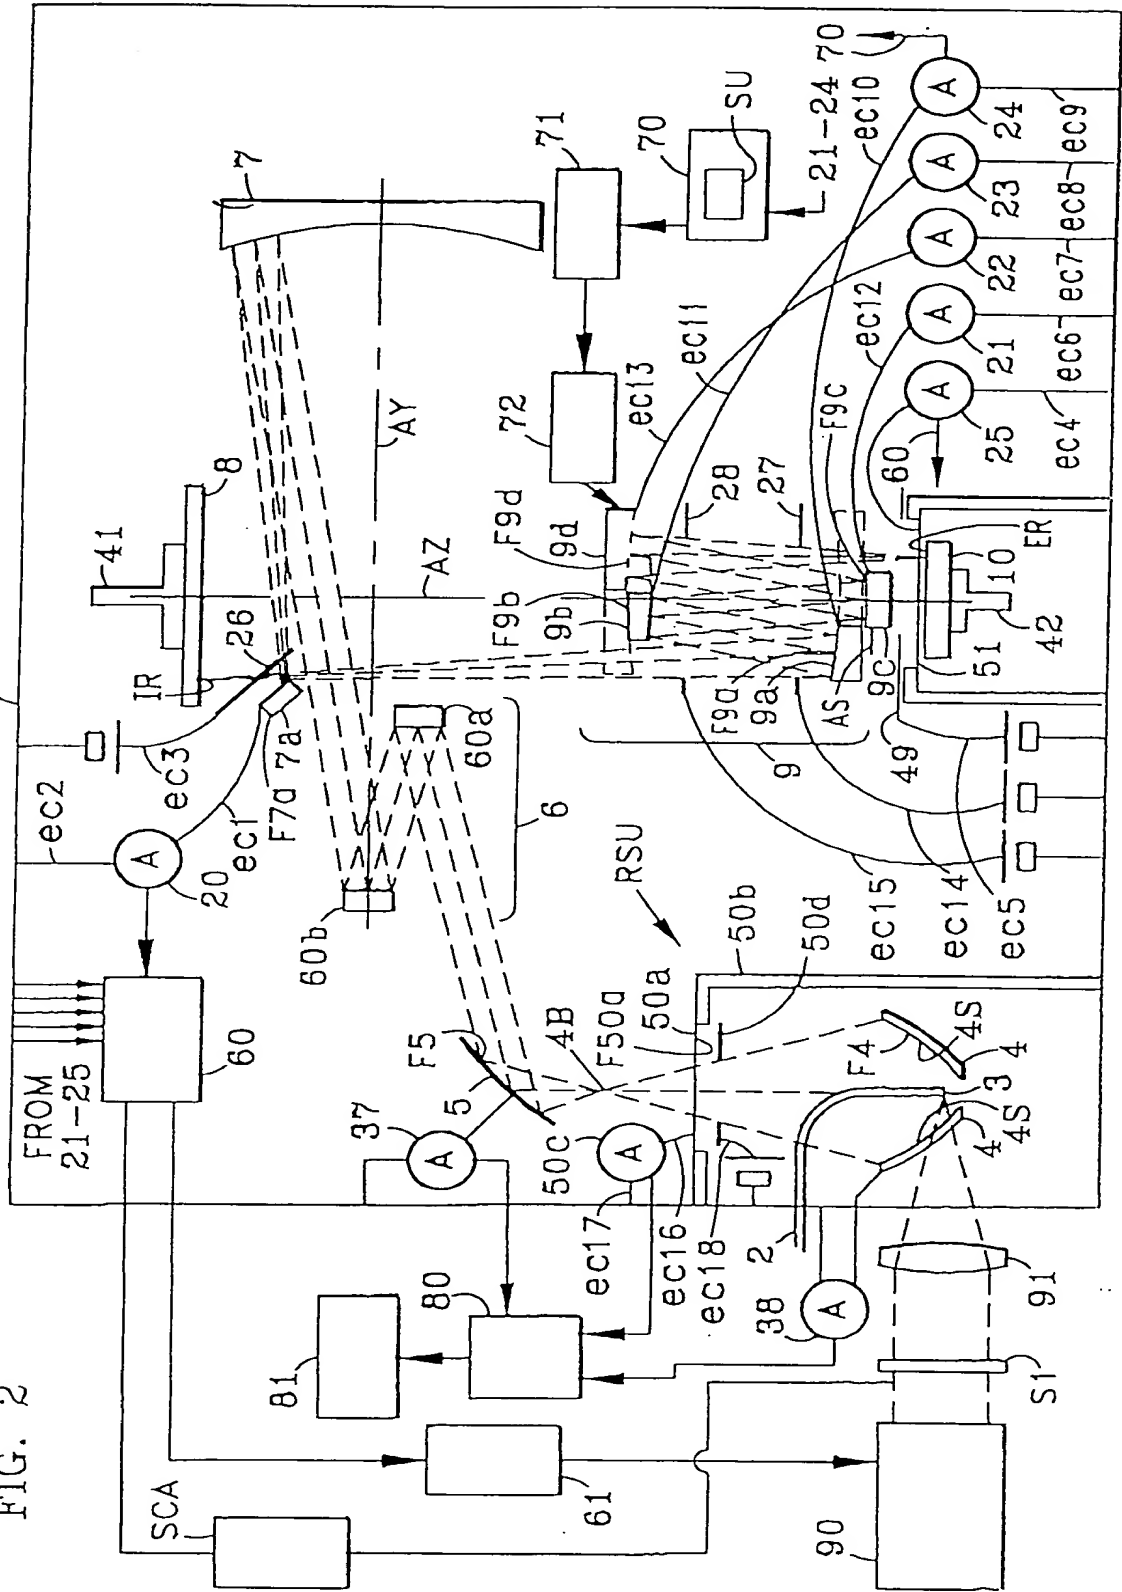 FIG. 2
SCA
61
90
S1
91
81
80
38
37
50c
ec17
ec16
ec18
2
FROM
21-25
60
20
ec2
ec1
ec3
IR
26
F7a
7a
60b
60a
6
F5
5
4B
F50a
50a
50d
50b
RSU
F4
4S
4
3
4S
4
41
8
7
AY
AZ
71
72
70
SU
21-24
F9d
9d
F9b
9b
28
27
ec13
ec11
F9a
9a
AS
9c
9
49
51
42
10
ER
60
F9c
ec12
ec10
70
ec15
ec14
ec5
25
21
22
23
24
ec4
ec6
ec7
ec8
ec9
A
A
A
A
A
A
A
A
A